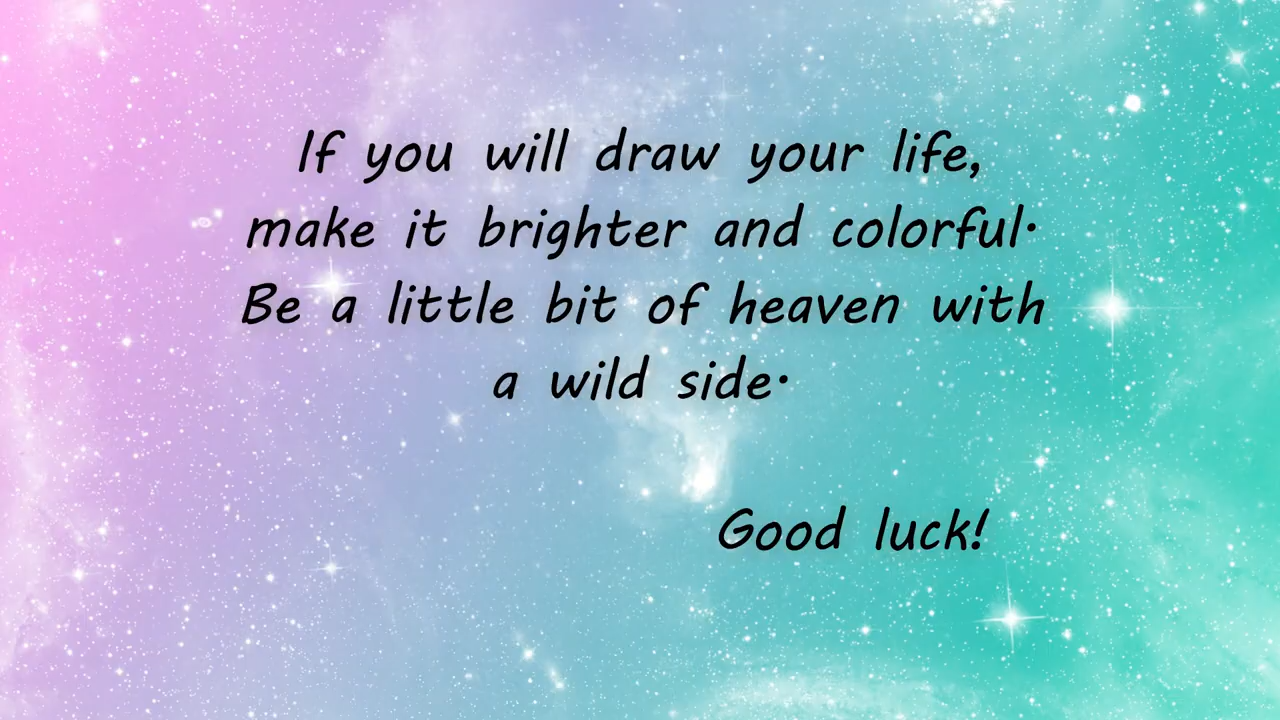 If you will draw your life,
make it brighter and colorful.
Be a little bit of heaven with
a wild side.
Good luck!